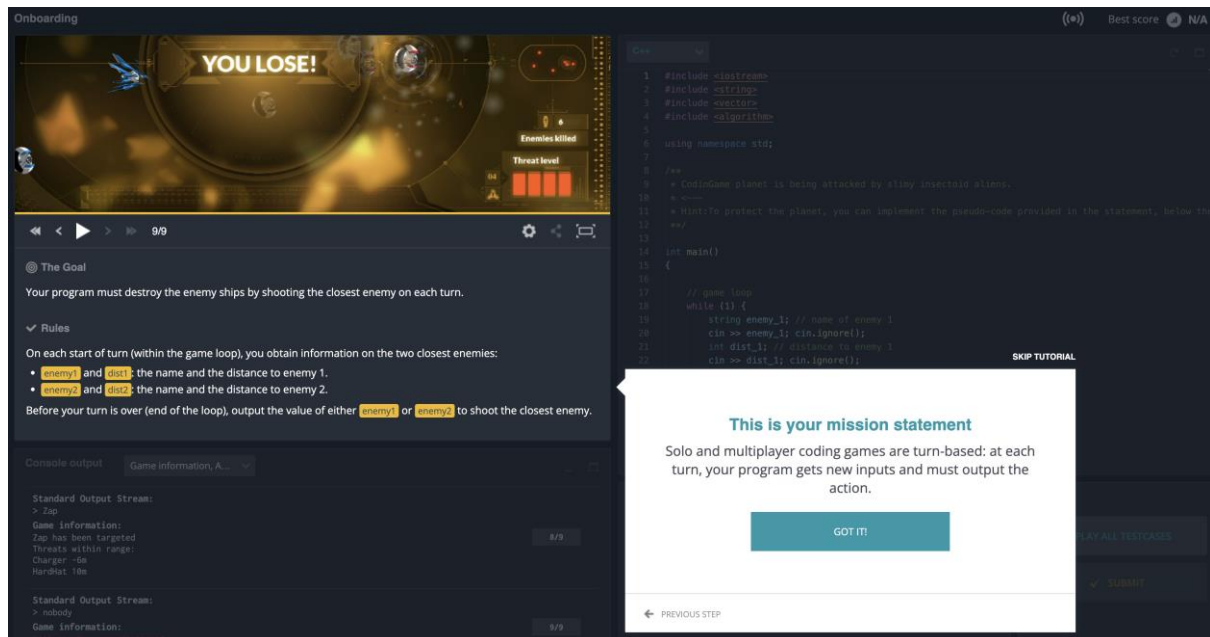 Onboarding
Best score N/A
YOU LOSE!
6
Enemies killed
Threat level
9/9
The Goal
Your program must destroy the enemy ships by shooting the closest enemy on each turn.
Rules
On each start of turn (within the game loop), you obtain information on the two closest enemies:
• enemy1 and dist1: the name and the distance to enemy 1.
• enemy2 and dist2: the name and the distance to enemy 2.
Before your turn is over (end of the loop), output the value of either enemy1 or enemy2 to shoot the closest enemy.
Console output
Game information, A...
Standard Output Stream:
> Zap
Game information:
Zap has been targeted
Threats within range:
Charger -6m
HardHat 10m
8/9
Standard Output Stream:
> nobody
Game information:
9/9
C++
1 #include <iostream>
2 #include <string>
3 #include <vector>
4 #include <algorithm>
5
6 using namespace std;
7
8 /**
9 * CodinGame planet is being attacked by slimy insectoid aliens.
10 * <---
11 * Hint:To protect the planet, you can implement the pseudo-code provided in the statement, below the
12 **/
13
14 int main()
15 {
16
17 // game loop
18 while (1) {
19 string enemy_1; // name of enemy 1
20 cin >> enemy_1; cin.ignore();
21 int dist_1; // distance to enemy 1
22 cin >> dist_1; cin.ignore();
SKIP TUTORIAL
This is your mission statement
Solo and multiplayer coding games are turn-based: at each
turn, your program gets new inputs and must output the
action.
GOT IT!
PREVIOUS STEP
PLAY ALL TESTCASES
SUBMIT